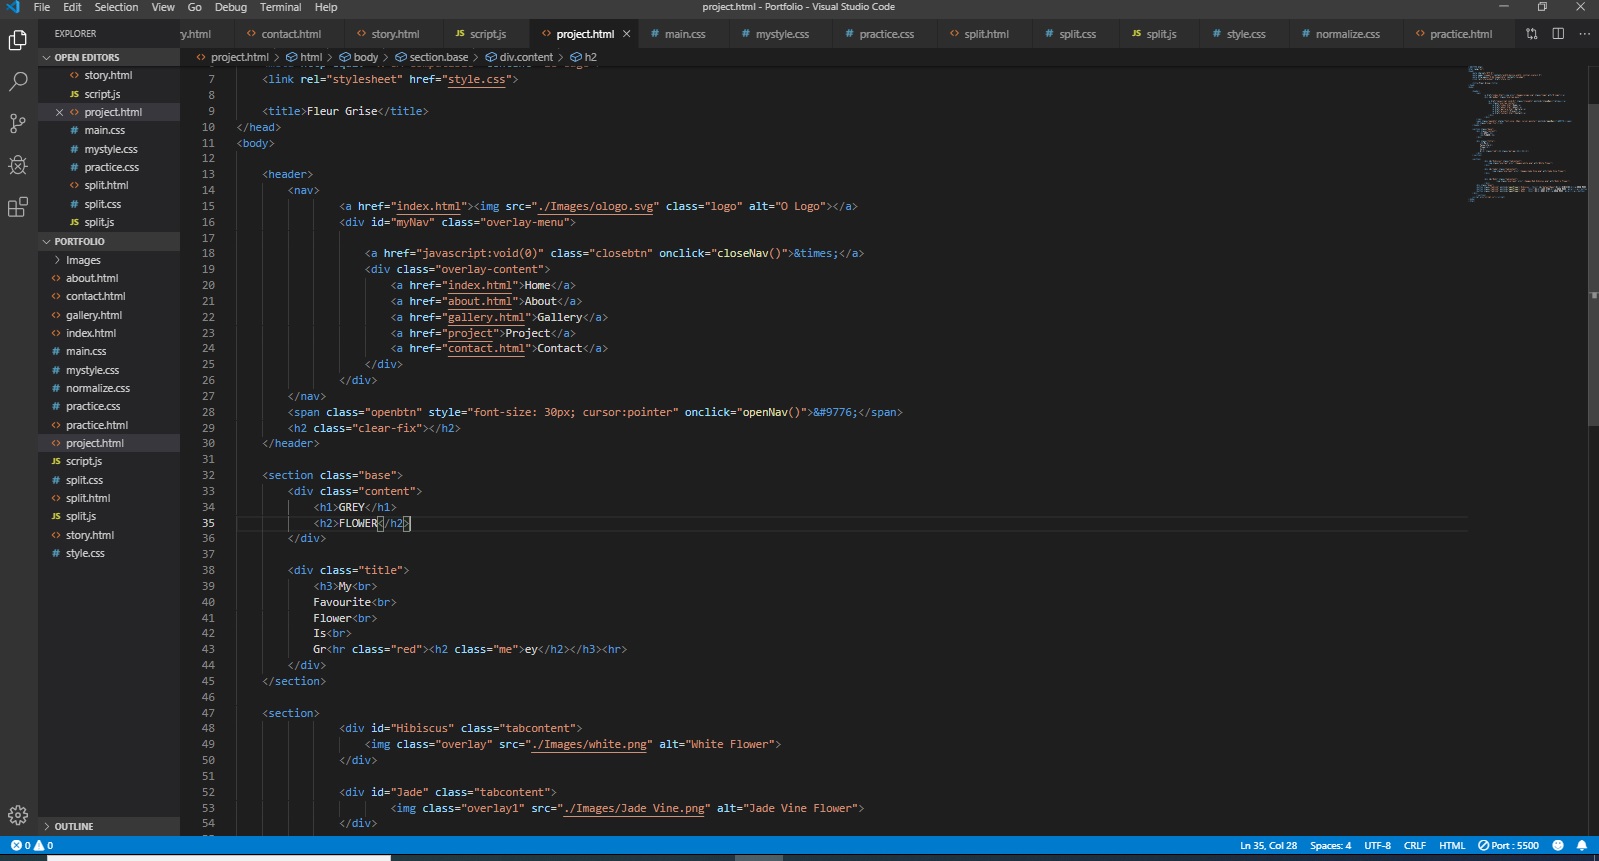 File Edit Selection View Go Debug Terminal Help
project.html - Portfolio - Visual Studio Code
EXPLORER
ry.html contact.html story.html script.js project.html main.css mystyle.css practice.css split.html split.css split.js style.css normalize.css practice.html
OPEN EDITORS
story.html
script.js
project.html
main.css
mystyle.css
practice.css
split.html
split.css
split.js
PORTFOLIO
Images
about.html
contact.html
gallery.html
index.html
main.css
mystyle.css
normalize.css
practice.css
practice.html
project.html
script.js
split.css
split.html
split.js
story.html
style.css
OUTLINE
project.html > html > body > section.base > div.content > h2
7 <link rel="stylesheet" href="style.css">
8
9 <title>Fleur Grise</title>
10 </head>
11 <body>
12
13 <header>
14 <nav>
15 <a href="index.html"><img src="./Images/ologo.svg" class="logo" alt="O Logo"></a>
16 <div id="myNav" class="overlay-menu">
17
18 <a href="javascript:void(0)" class="closebtn" onclick="closeNav()">&times;</a>
19 <div class="overlay-content">
20 <a href="index.html">Home</a>
21 <a href="about.html">About</a>
22 <a href="gallery.html">Gallery</a>
23 <a href="project">Project</a>
24 <a href="contact.html">Contact</a>
25 </div>
26 </div>
27 </nav>
28 <span class="openbtn" style="font-size: 30px; cursor:pointer" onclick="openNav()">&#9776;</span>
29 <h2 class="clear-fix"></h2>
30 </header>
31
32 <section class="base">
33 <div class="content">
34 <h1>GREY</h1>
35 <h2>FLOWER</h2>
36 </div>
37
38 <div class="title">
39 <h3>My<br>
40 Favourite<br>
41 Flower<br>
42 Is<br>
43 Gr<hr class="red"><h2 class="me">ey</h2></h3><hr>
44 </div>
45 </section>
46
47 <section>
48 <div id="Hibiscus" class="tabcontent">
49 <img class="overlay" src="./Images/white.png" alt="White Flower">
50 </div>
51
52 <div id="Jade" class="tabcontent">
53 <img class="overlay1" src="./Images/Jade Vine.png" alt="Jade Vine Flower">
54 </div>
0 0
Ln 35, Col 28 Spaces: 4 UTF-8 CRLF HTML Port : 5500